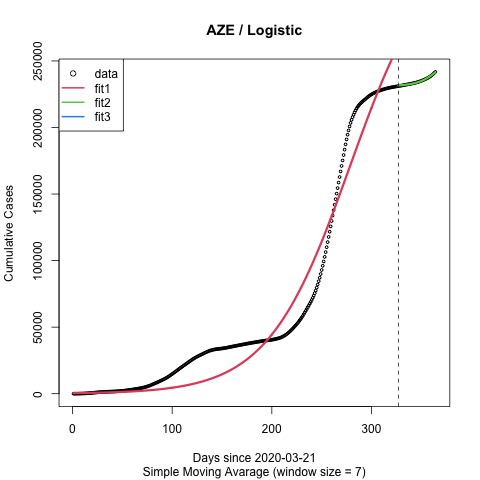 AZE / Logistic
250000
200000
150000
100000
50000
0
Cumulative Cases
data
fit1
fit2
fit3
0 100 200 300
Days since 2020-03-21
Simple Moving Avarage (window size = 7)